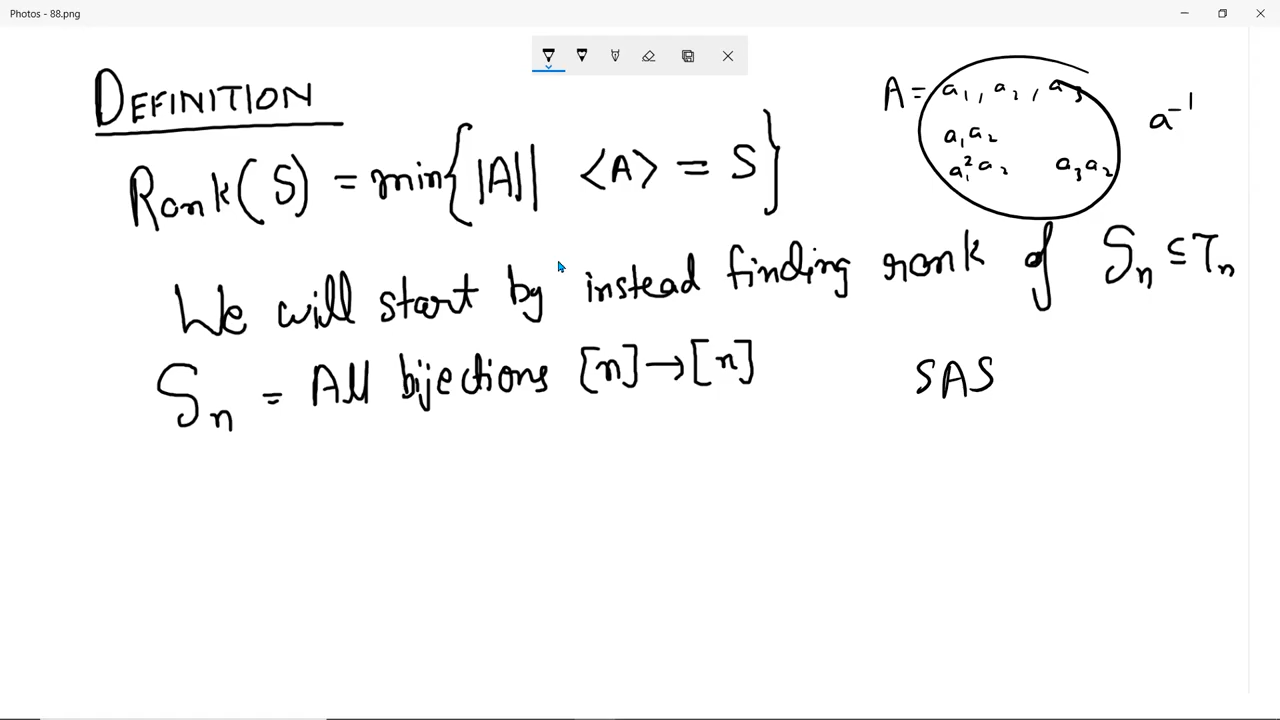 Photos - 88.png
DEFINITION
A = a₁, a₂, a₃
a₁a₂
a₁²a₂ a₃a₂
a⁻¹
Rank(S) = min{|A| | <A> = S}
We will start by instead finding rank of Sₙ ⊆ Tₙ
Sₙ = All bijections [n]→[n]
SAS